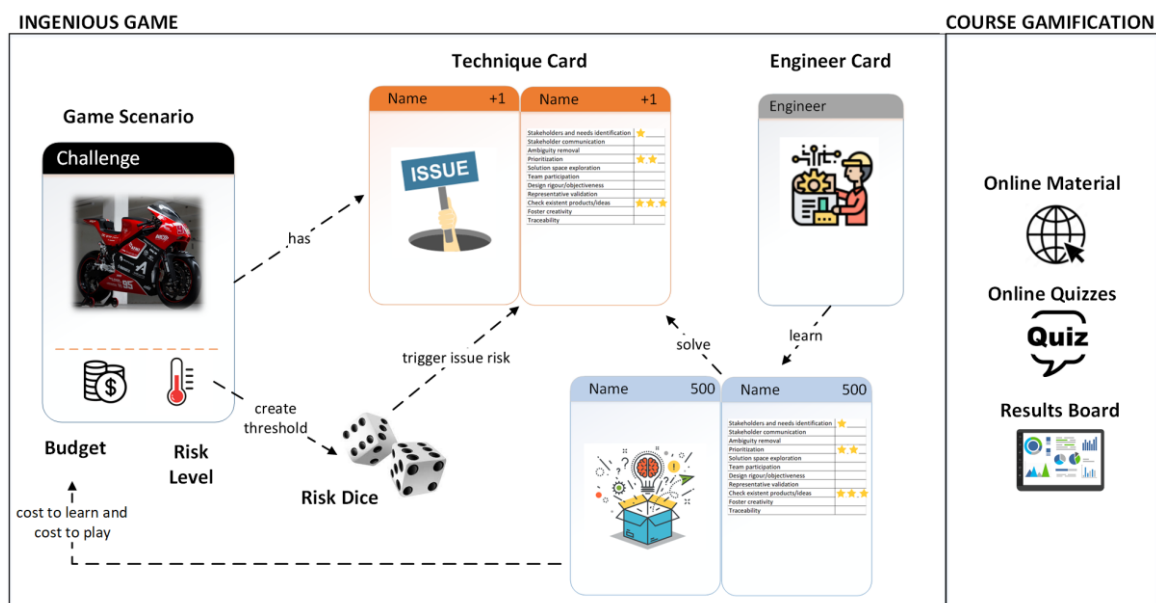 INGENIOUS GAME
COURSE GAMIFICATION
Technique Card
Engineer Card
Game Scenario
Challenge
Name +1
ISSUE
Name +1
Stakeholders and needs identification
Stakeholder communication
Ambiguity removal
Prioritization
Solution space exploration
Team participation
Design rigour/objectiveness
Representative validation
Check existent products/ideas
Foster creativity
Traceability
Engineer
Online Material
has
Online Quizzes
Quiz
trigger issue risk
solve
learn
create
threshold
Name 500
Name 500
Stakeholders and needs identification
Stakeholder communication
Ambiguity removal
Prioritization
Solution space exploration
Team participation
Design rigour/objectiveness
Representative validation
Check existent products/ideas
Foster creativity
Traceability
Results Board
Budget
Risk
Level
Risk Dice
cost to learn and
cost to play